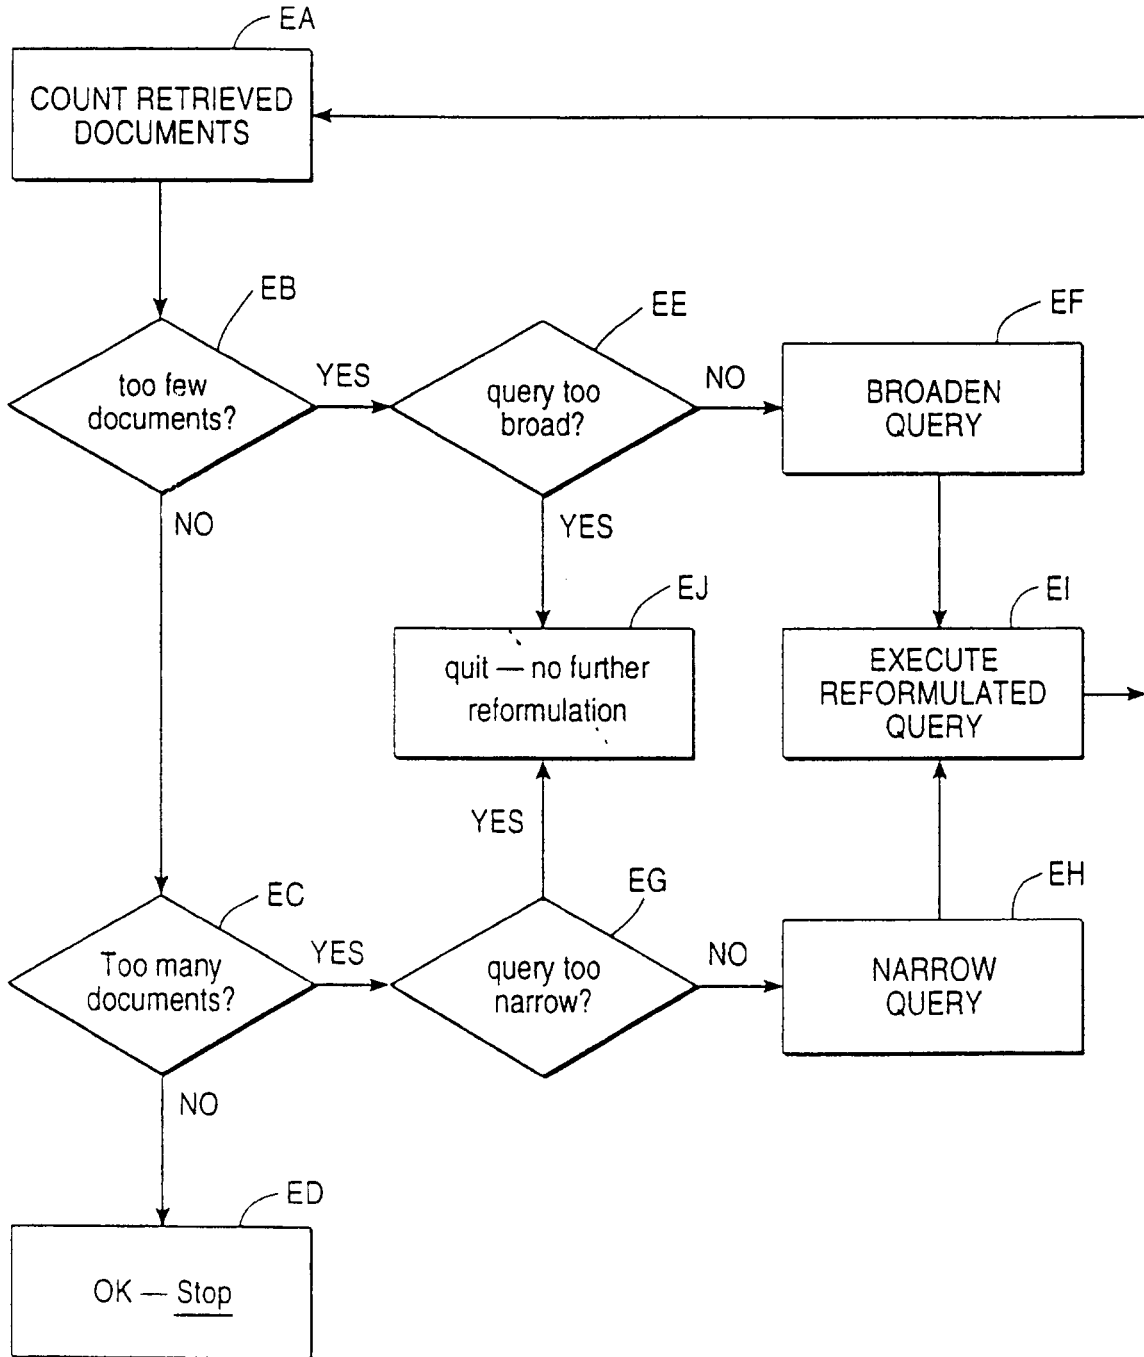 EA
COUNT RETRIEVED
DOCUMENTS
EB
too few
documents?
YES
NO
EE
query too
broad?
NO
YES
EF
BROADEN
QUERY
EJ
quit — no further
reformulation
EI
EXECUTE
REFORMULATED
QUERY
EC
Too many
documents?
YES
NO
EG
YES
query too
narrow?
NO
EH
NARROW
QUERY
ED
OK — Stop